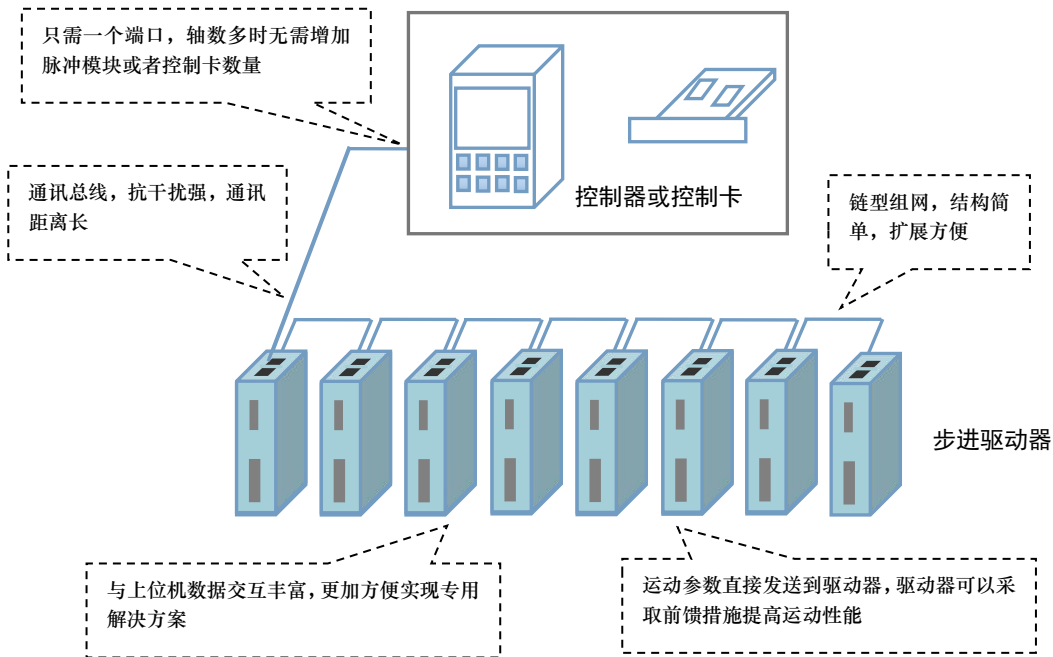 只需一个端口，轴数多时无需增加
脉冲模块或者控制卡数量
通讯总线，抗干扰强，通讯
距离长
控制器或控制卡
链型组网，结构简
单，扩展方便
步进驱动器
与上位机数据交互丰富，更加方便实现专用
解决方案
运动参数直接发送到驱动器，驱动器可以采
取前馈措施提高运动性能